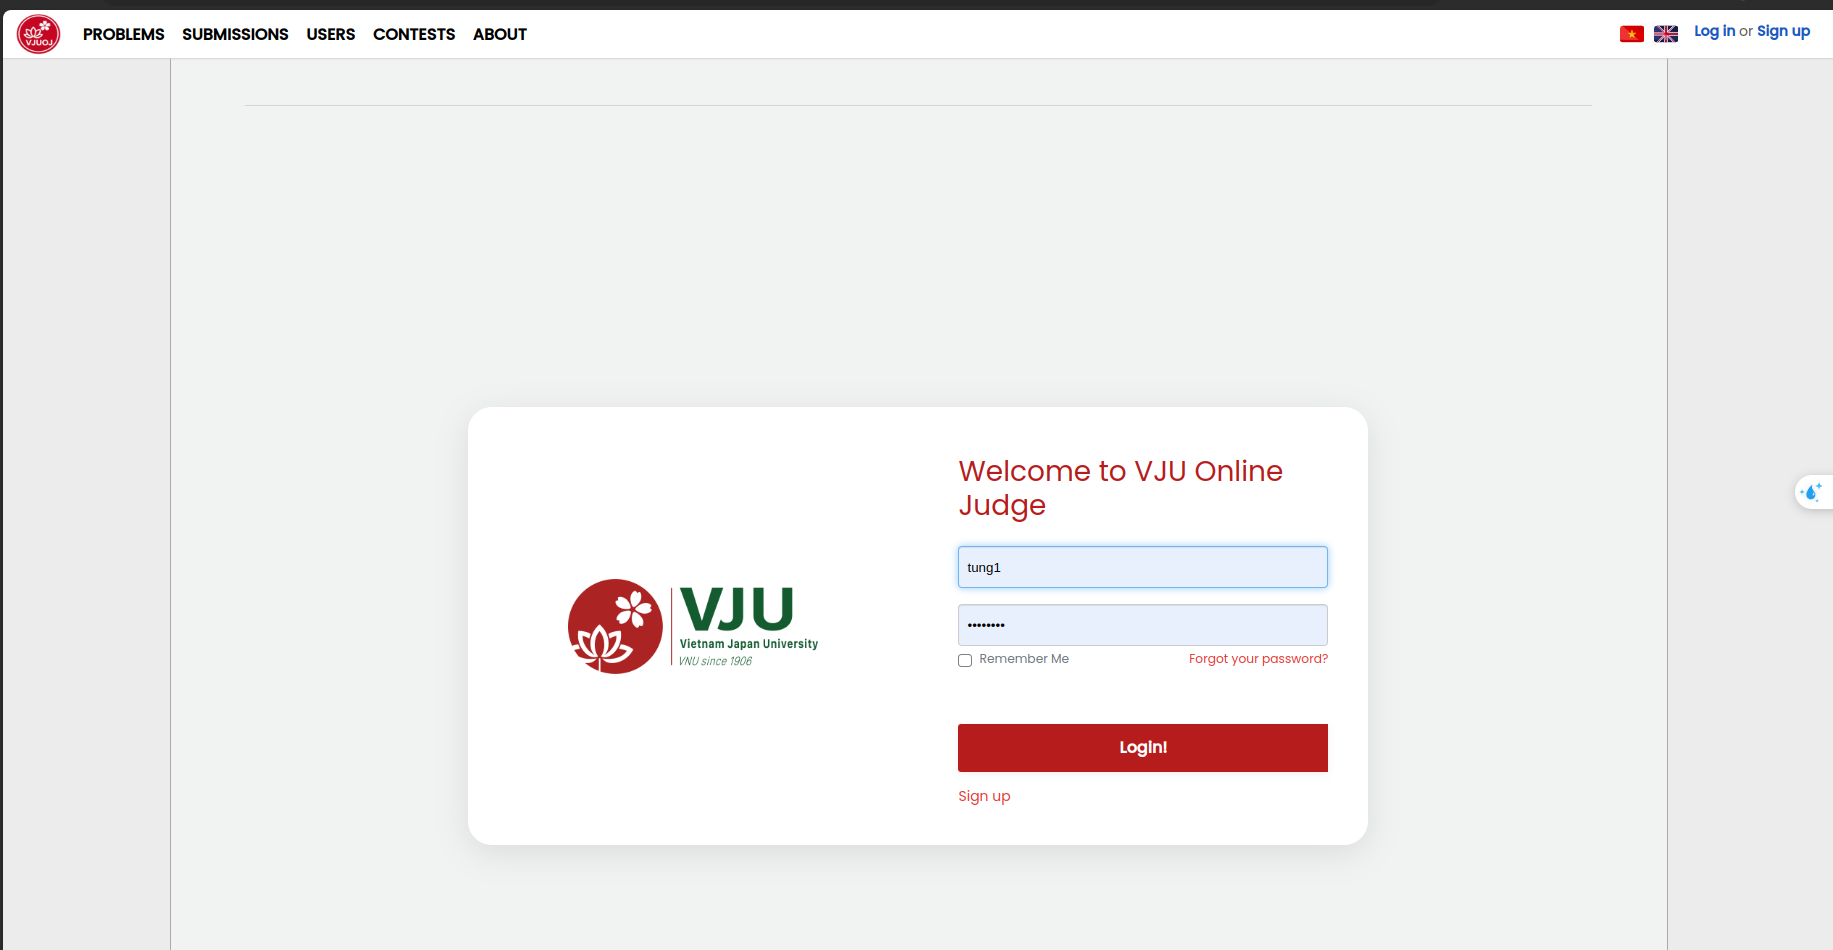 VJUOJ
PROBLEMS SUBMISSIONS USERS CONTESTS ABOUT
Log in or Sign up
Welcome to VJU Online
Judge
tung1
••••••••
Remember Me
Forgot your password?
VJU
Vietnam Japan University
VNU since 1906
Login!
Sign up